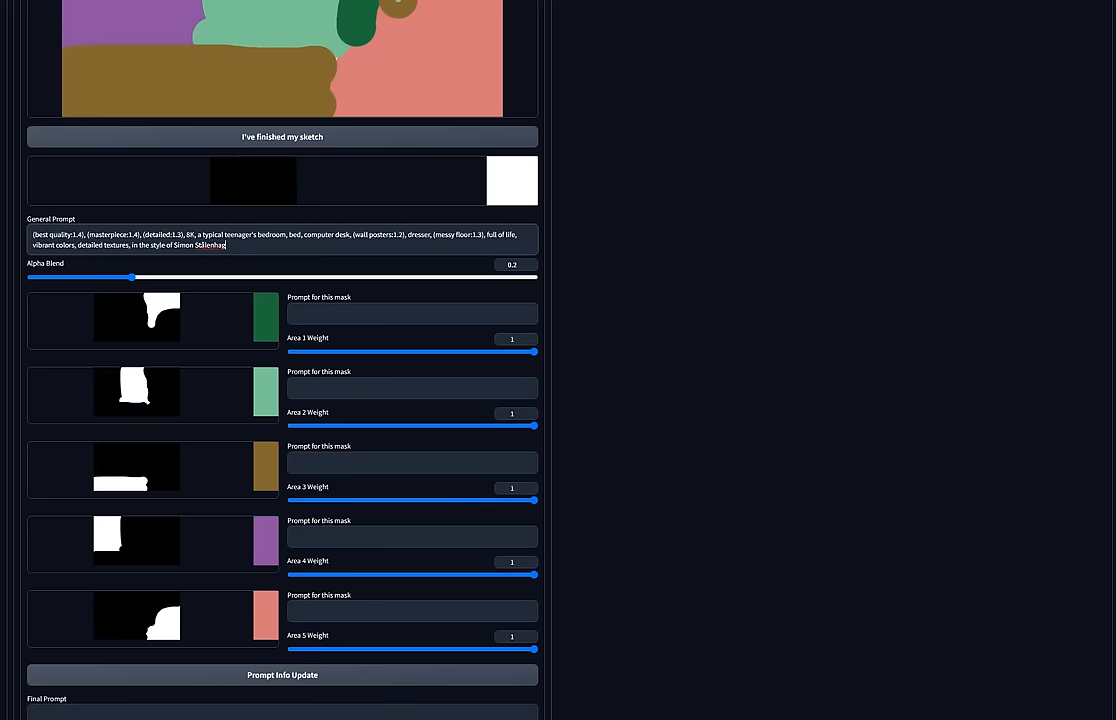 I've finished my sketch
General Prompt
(best quality:1.4), (masterpiece:1.4), (detailed:1.3), 8K, a typical teenager's bedroom, bed, computer desk, (wall posters:1.2), dresser, (messy floor:1.3), full of life,
vibrant colors, detailed textures, in the style of Simon Stålenhag
Alpha Blend
0.2
Prompt for this mask
Area 1 Weight
1
Prompt for this mask
Area 2 Weight
1
Prompt for this mask
Area 3 Weight
1
Prompt for this mask
Area 4 Weight
1
Prompt for this mask
Area 5 Weight
1
Prompt Info Update
Final Prompt